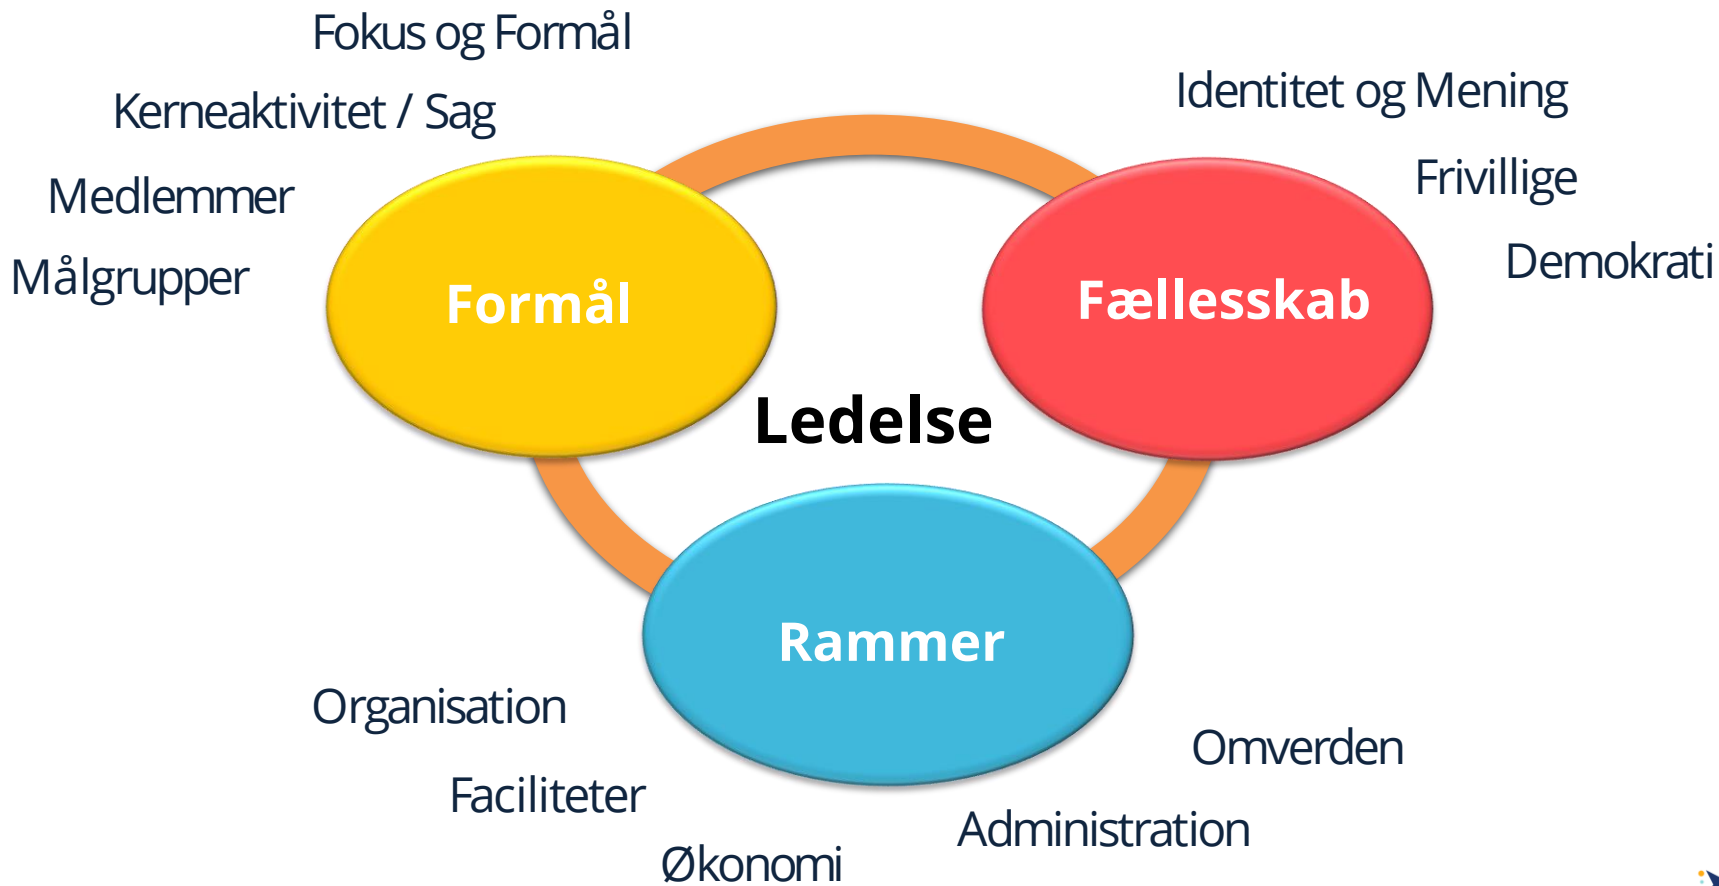 Fokus og Formål
Kerneaktivitet / Sag
Medlemmer
Målgrupper
Identitet og Mening
Frivillige
Demokrati
Formål
Fællesskab
Ledelse
Rammer
Organisation
Faciliteter
Økonomi
Administration
Omverden